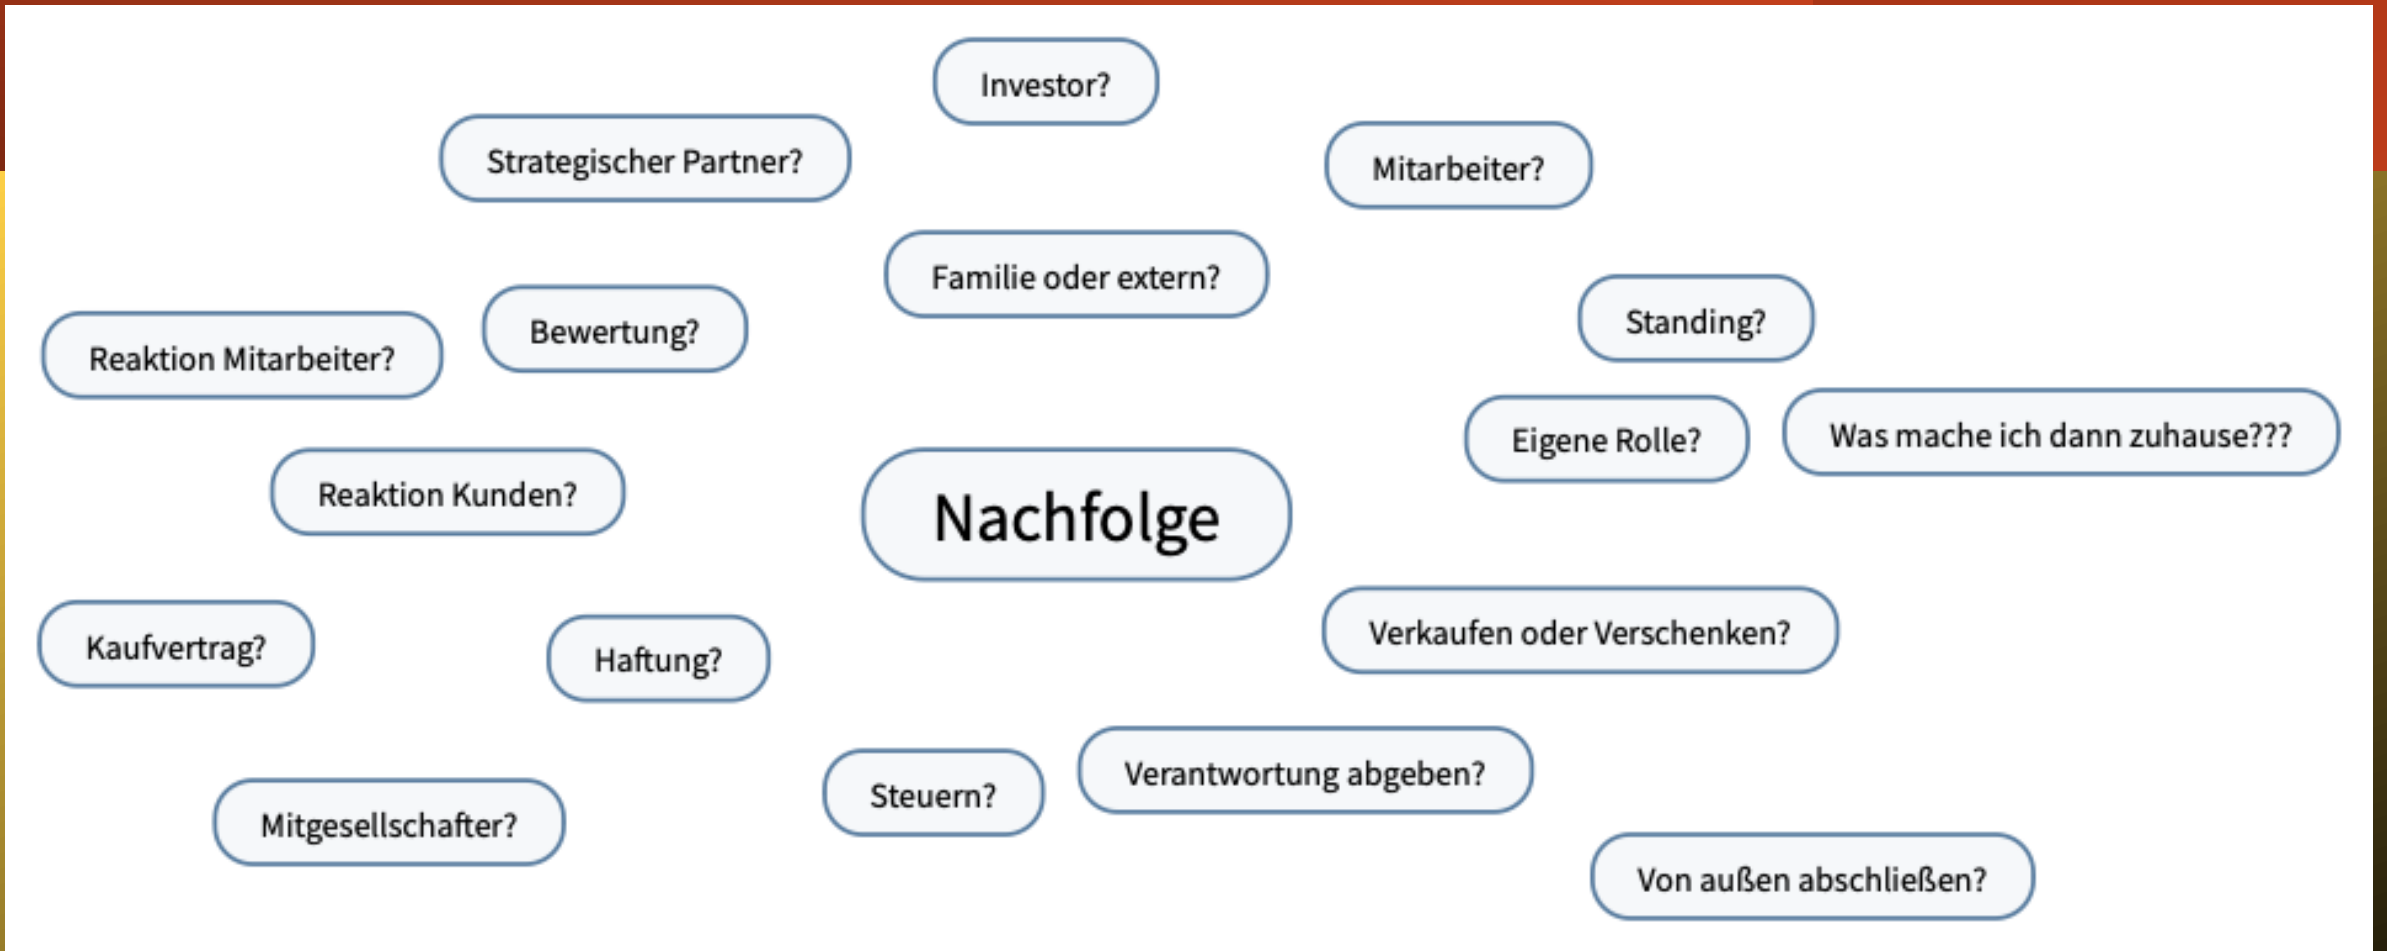 Investor?
Strategischer Partner?
Mitarbeiter?
Familie oder extern?
Standing?
Bewertung?
Reaktion Mitarbeiter?
Eigene Rolle?
Was mache ich dann zuhause???
Reaktion Kunden?
Nachfolge
Verkaufen oder Verschenken?
Kaufvertrag?
Haftung?
Verantwortung abgeben?
Steuern?
Mitgesellschafter?
Von außen abschließen?